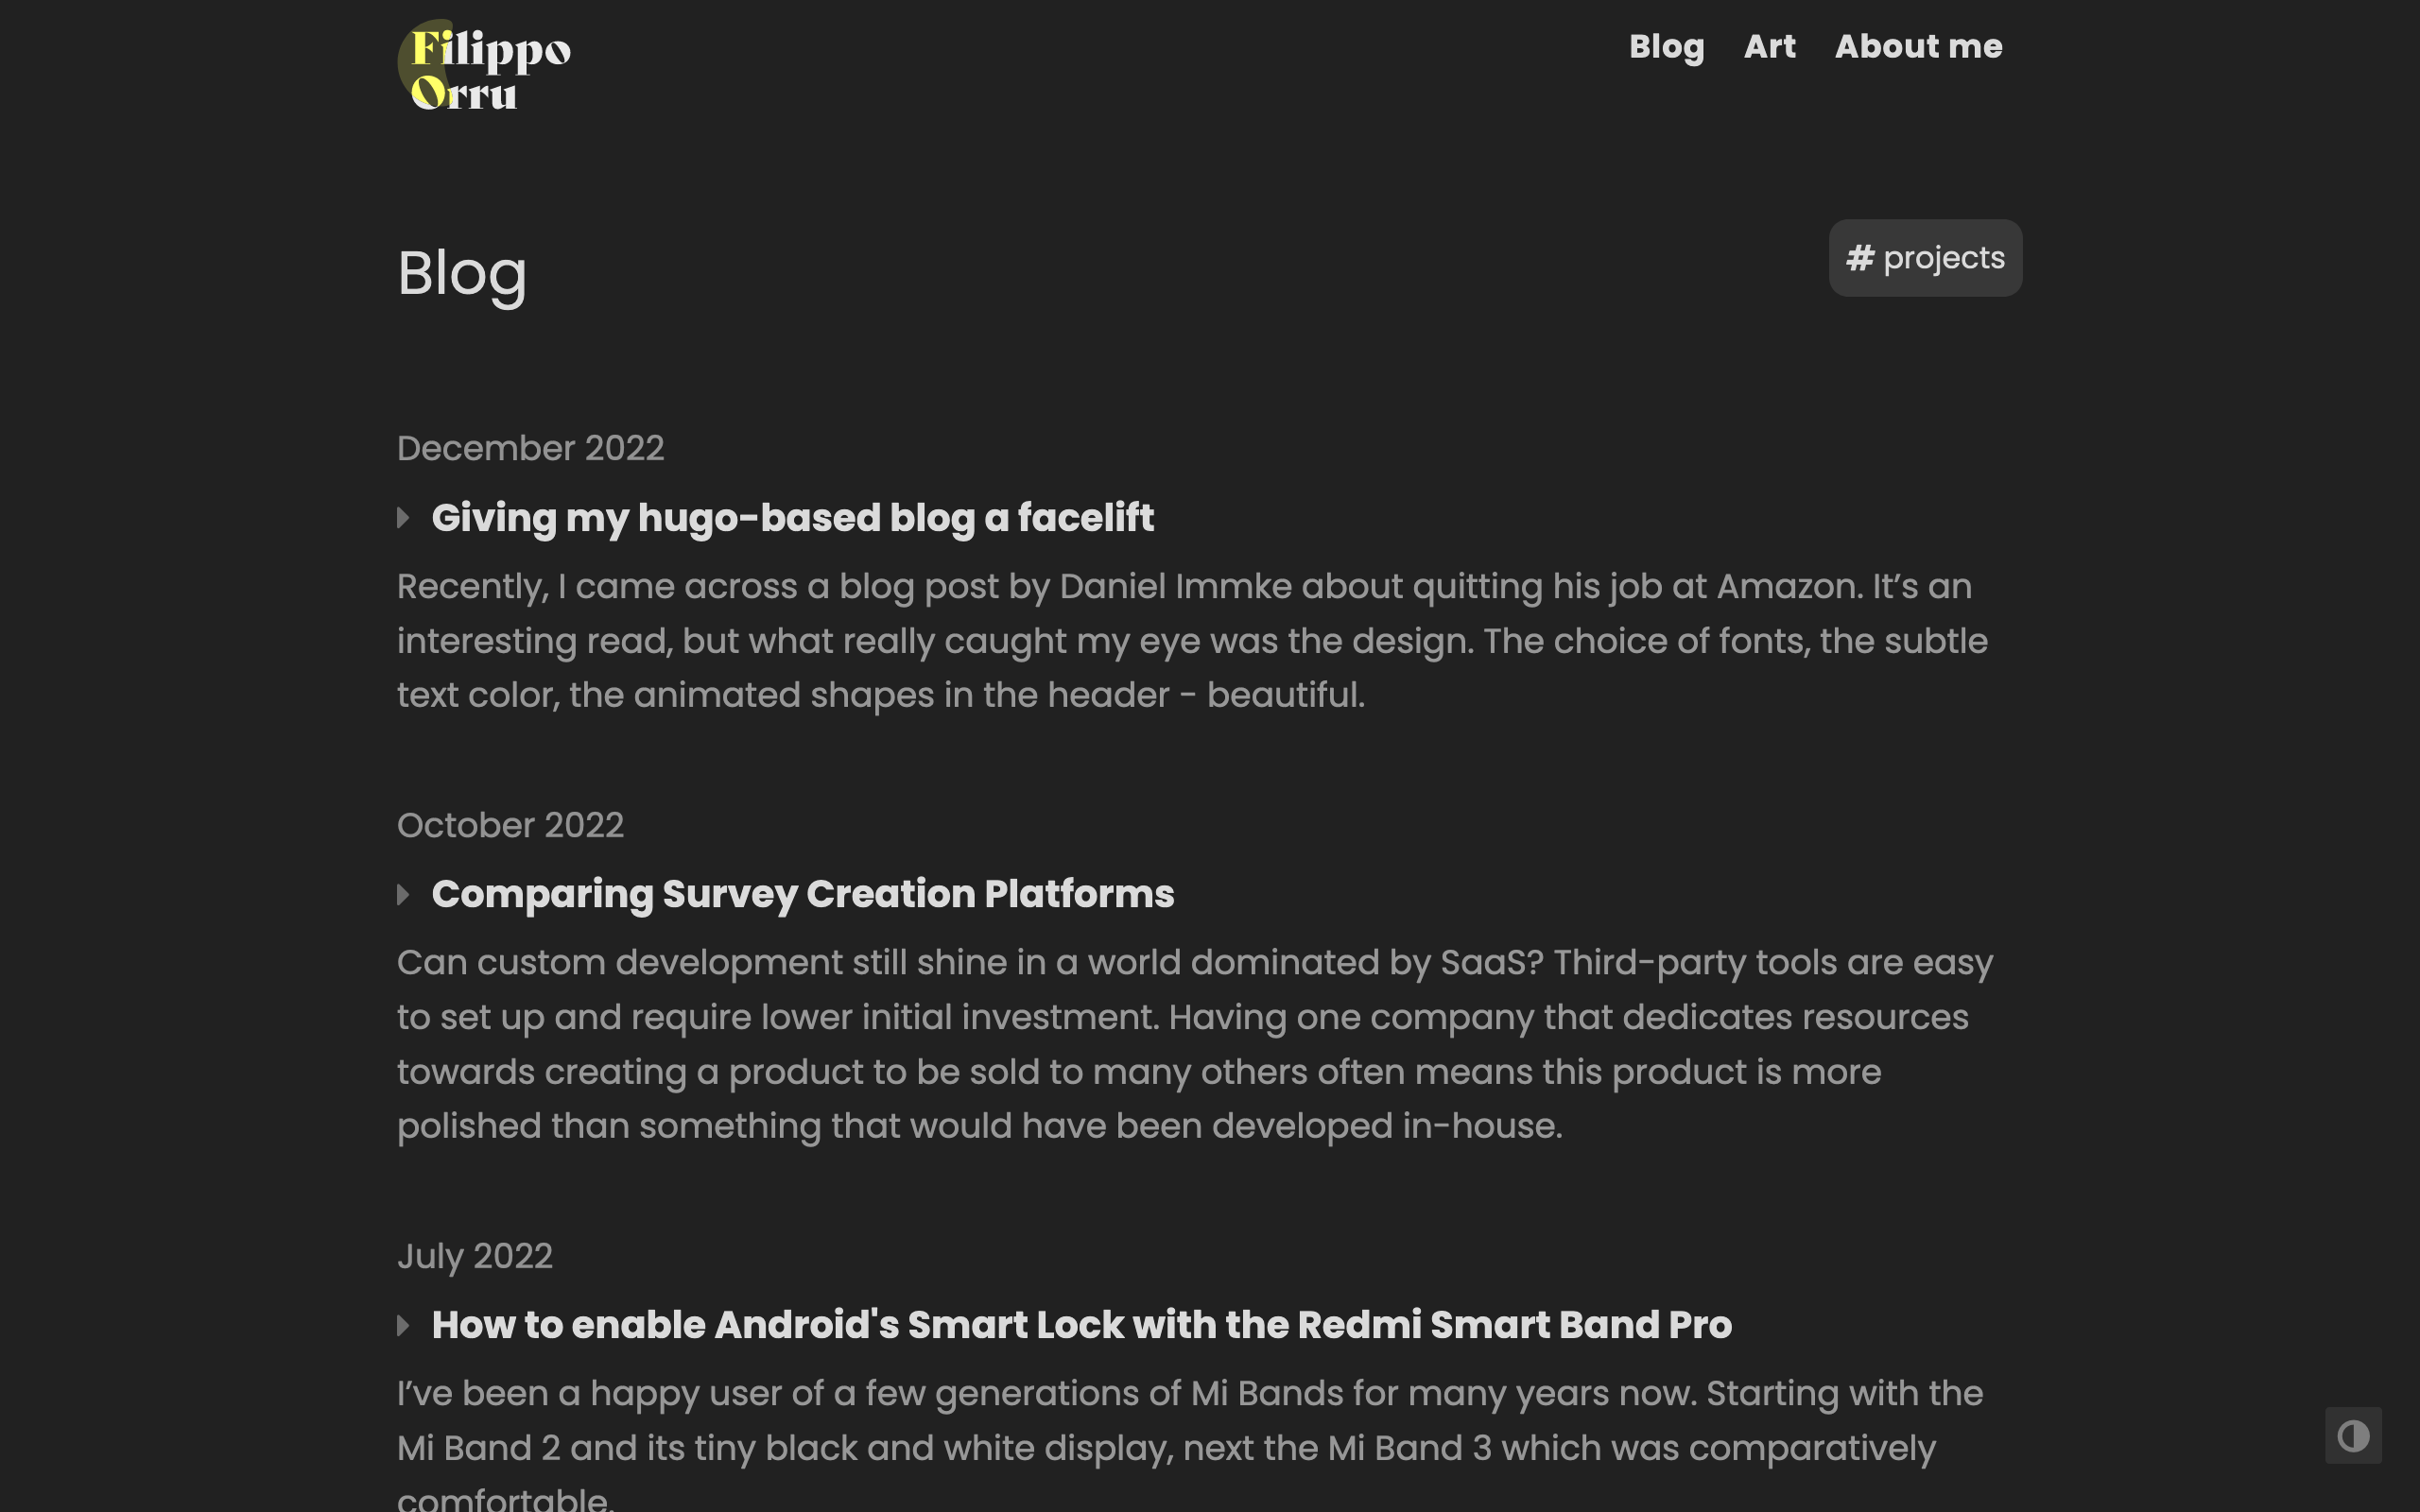 Filippo
Orru
Blog Art About me
Blog
# projects
December 2022
Giving my hugo-based blog a facelift
Recently, I came across a blog post by Daniel Immke about quitting his job at Amazon. It’s an
interesting read, but what really caught my eye was the design. The choice of fonts, the subtle
text color, the animated shapes in the header - beautiful.
October 2022
Comparing Survey Creation Platforms
Can custom development still shine in a world dominated by SaaS? Third-party tools are easy
to set up and require lower initial investment. Having one company that dedicates resources
towards creating a product to be sold to many others often means this product is more
polished than something that would have been developed in-house.
July 2022
How to enable Android's Smart Lock with the Redmi Smart Band Pro
I’ve been a happy user of a few generations of Mi Bands for many years now. Starting with the
Mi Band 2 and its tiny black and white display, next the Mi Band 3 which was comparatively
comfortable.